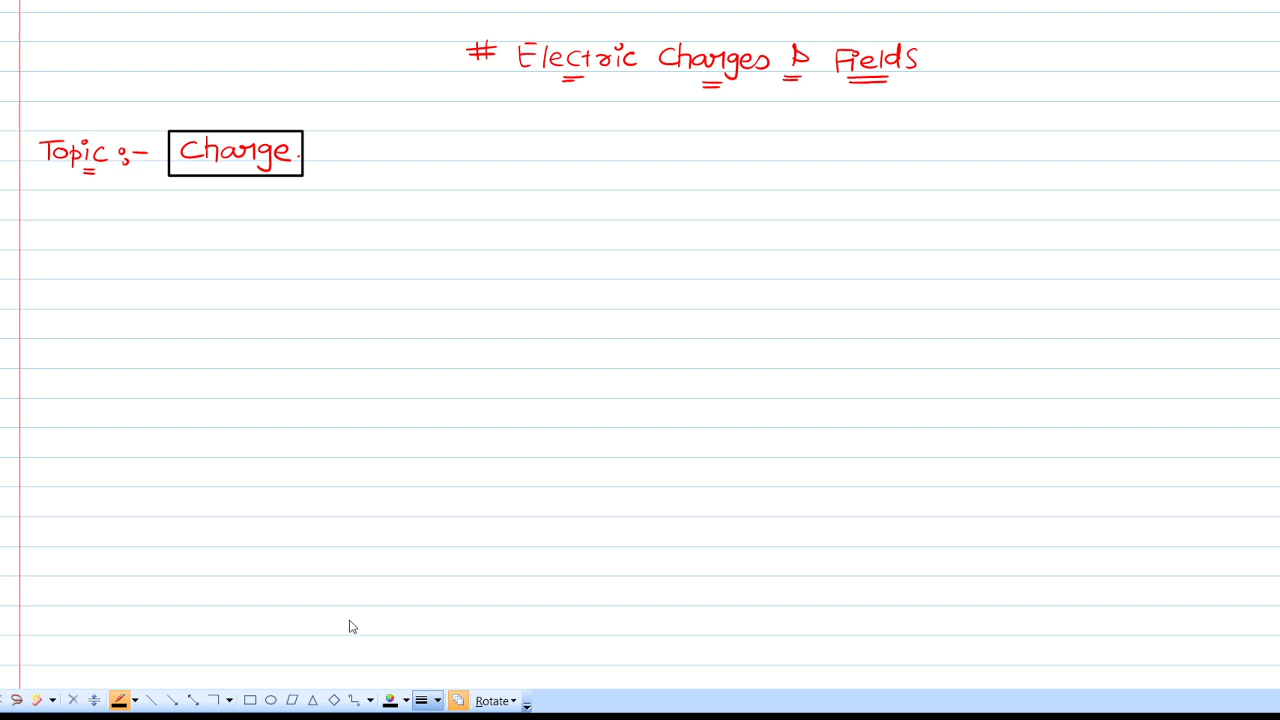 # Electric Charges & Fields
Topic :- Charge.
Rotate